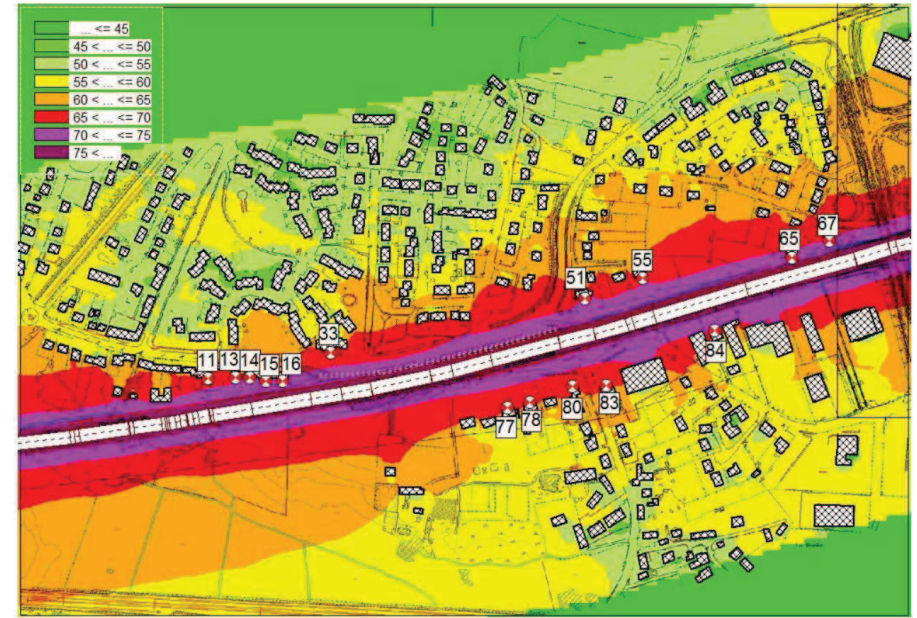 ... <= 45
45 < ... <= 50
50 < ... <= 55
55 < ... <= 60
60 < ... <= 65
65 < ... <= 70
70 < ... <= 75
75 < ...
67
65
55
51
33
84
11 13 14 15 16
77 78 80 83